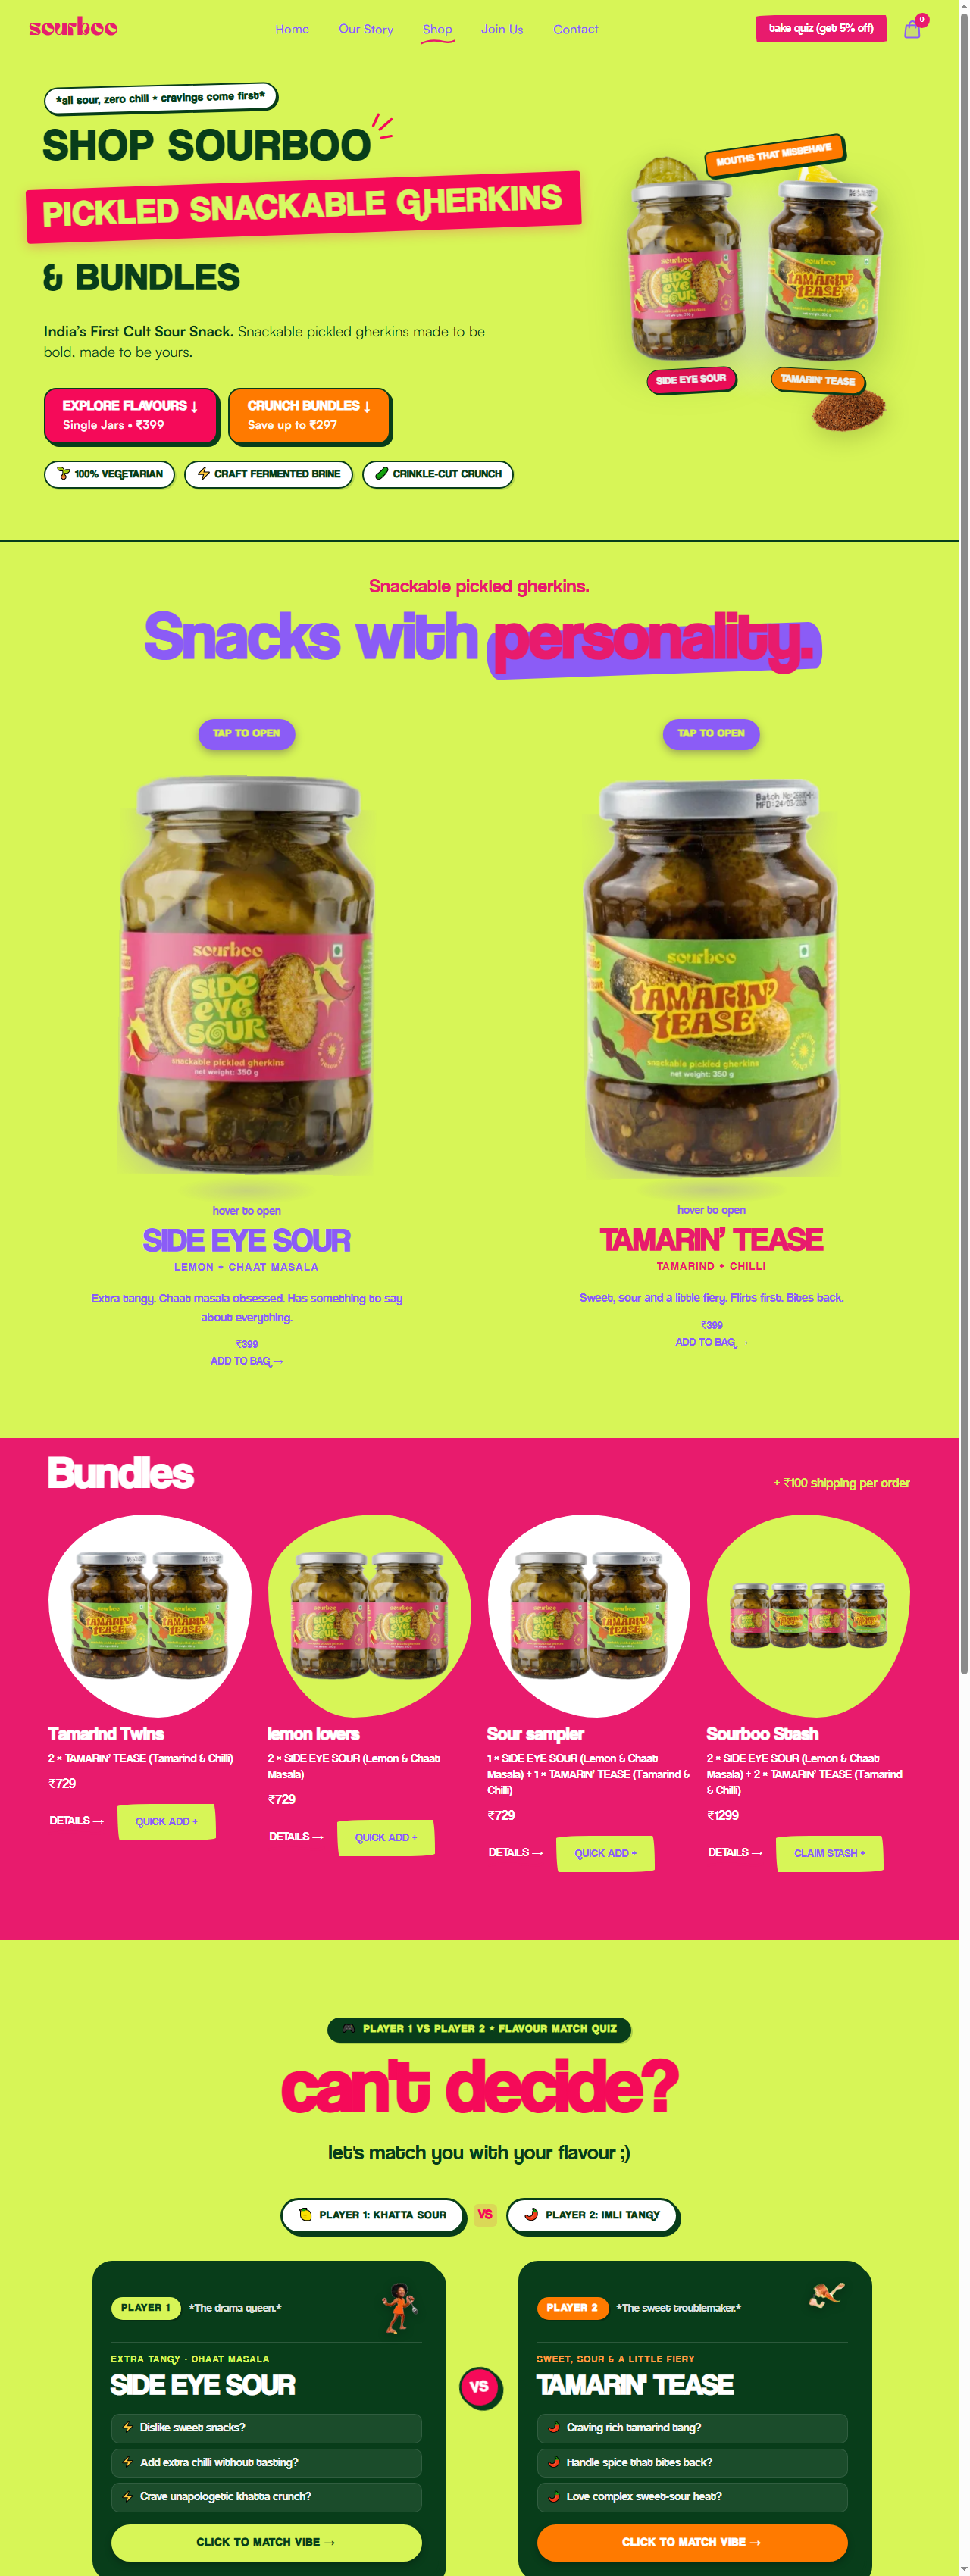 sourboo
Home
Our Story
Shop
Join Us
Contact
take quiz (get 5% off)
0
*all sour, zero chill * cravings come first*
SHOP SOURBOO
PICKLED SNACKABLE GHERKINS
& BUNDLES
India's First Cult Sour Snack. Snackable pickled gherkins made to be
bold, made to be yours.
EXPLORE FLAVOURS ↓
Single Jars • ₹399
CRUNCH BUNDLES ↓
Save up to ₹297
100% VEGETARIAN
CRAFT FERMENTED BRINE
CRINKLE-CUT CRUNCH
MOUTHS THAT MISBEHAVE
sourboo
SIDE EYE SOUR
sourboo
TAMARIN' TEASE
SIDE EYE SOUR
TAMARIN' TEASE
Snackable pickled gherkins.
Snacks with personality.
TAP TO OPEN
TAP TO OPEN
sourboo
SIDE EYE SOUR
snackable pickled gherkins
net weight: 350 g
MFD:24/03/2026
sourboo
TAMARIN' TEASE
snackable pickled gherkins
net weight: 350 g
hover to open
SIDE EYE SOUR
LEMON + CHAAT MASALA
Extra tangy. Chaat masala obsessed. Has something to say
about everything.
₹399
ADD TO BAG →
hover to open
TAMARIN' TEASE
TAMARIND + CHILLI
Sweet, sour and a little fiery. Flirts first. Bites back.
₹399
ADD TO BAG →
Bundles
+ ₹100 shipping per order
Tamarind Twins
2 × TAMARIN' TEASE (Tamarind & Chilli)
₹729
DETAILS →
QUICK ADD +
lemon lovers
2 × SIDE EYE SOUR (Lemon & Chaat
Masala)
₹729
DETAILS →
QUICK ADD +
Sour sampler
1 × SIDE EYE SOUR (Lemon & Chaat
Masala) + 1 × TAMARIN' TEASE (Tamarind &
Chilli)
₹729
DETAILS →
QUICK ADD +
Sourboo Stash
2 × SIDE EYE SOUR (Lemon & Chaat
Masala) + 2 × TAMARIN' TEASE (Tamarind
& Chilli)
₹1299
DETAILS →
CLAIM STASH +
PLAYER 1 VS PLAYER 2 * FLAVOUR MATCH QUIZ
can't decide?
let's match you with your flavour ;)
PLAYER 1: KHATTA SOUR
VS
PLAYER 2: IMLI TANGY
PLAYER 1
*The drama queen.*
EXTRA TANGY · CHAAT MASALA
SIDE EYE SOUR
Dislike sweet snacks?
Add extra chilli without tasting?
Crave unapologetic khatta crunch?
CLICK TO MATCH VIBE →
VS
PLAYER 2
*The sweet troublemaker.*
SWEET, SOUR & A LITTLE FIERY
TAMARIN' TEASE
Craving rich tamarind tang?
Handle spice that bites back?
Love complex sweet-sour heat?
CLICK TO MATCH VIBE →